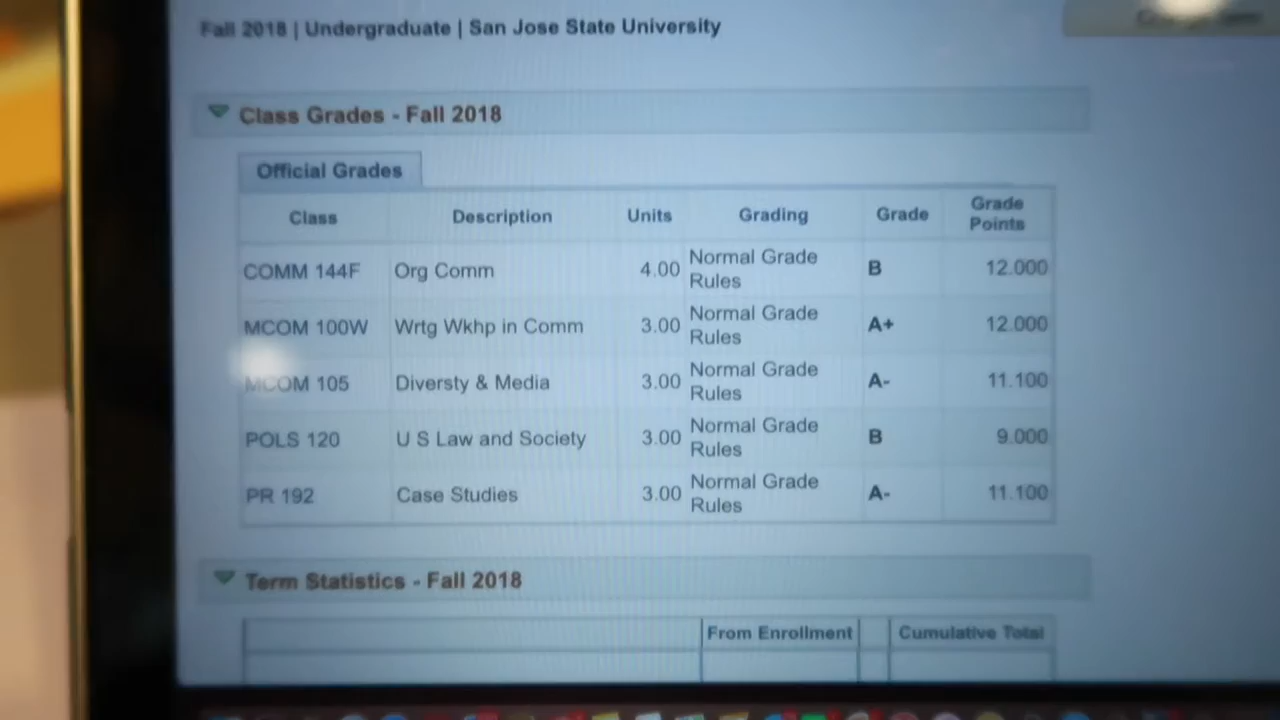 Fall 2018 | Undergraduate | San Jose State University
Class Grades - Fall 2018
Official Grades
Class Description Units Grading Grade Grade Points
COMM 144F Org Comm 4.00 Normal Grade Rules B 12.000
MCOM 100W Wrtg Wkhp in Comm 3.00 Normal Grade Rules A+ 12.000
MCOM 105 Diversty & Media 3.00 Normal Grade Rules A- 11.100
POLS 120 U S Law and Society 3.00 Normal Grade Rules B 9.000
PR 192 Case Studies 3.00 Normal Grade Rules A- 11.100
Term Statistics - Fall 2018
From Enrollment Cumulative Total